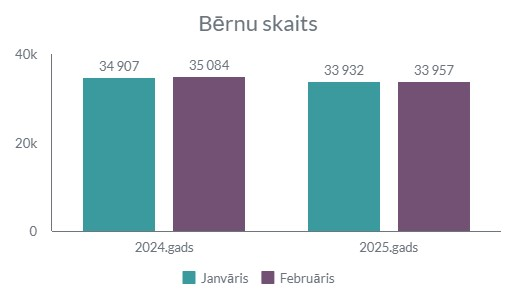 Bērnu skaits
40k
20k
0
34 907
35 084
33 932
33 957
2024.gads
2025.gads
Janvāris
Februāris